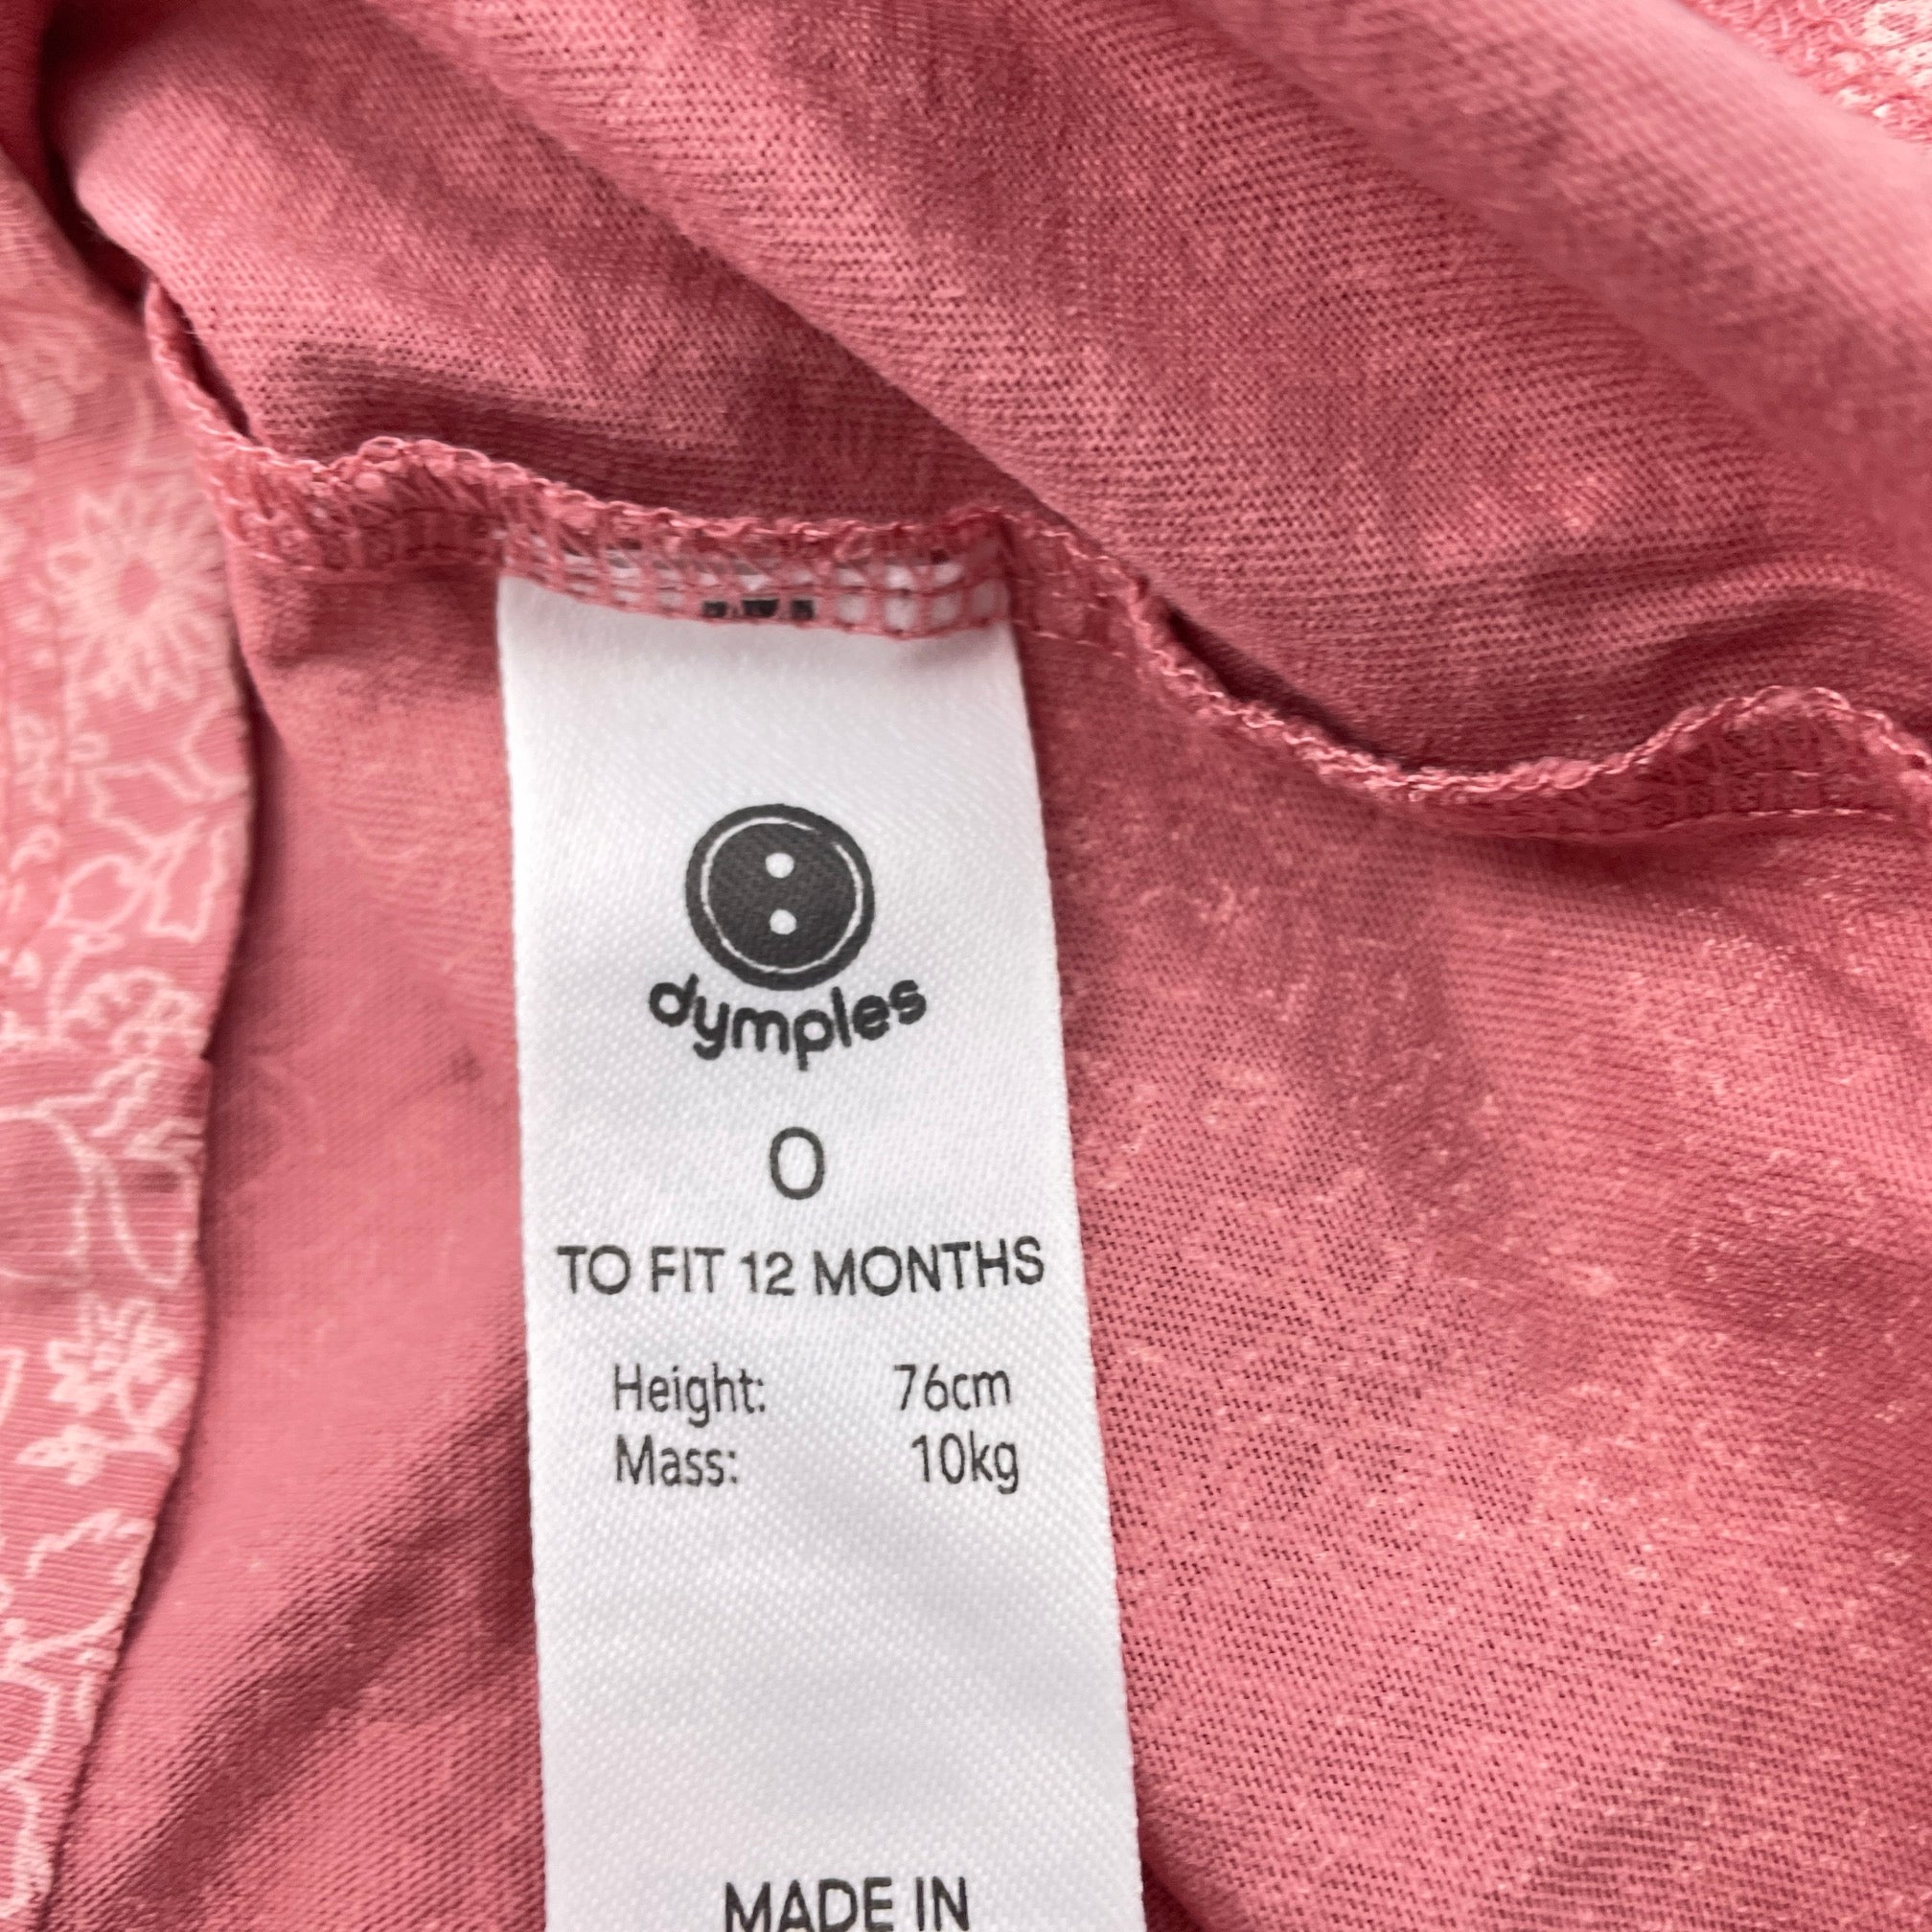 dymples
0
TO FIT 12 MONTHS
Height: 76cm
Mass: 10kg
MADE IN